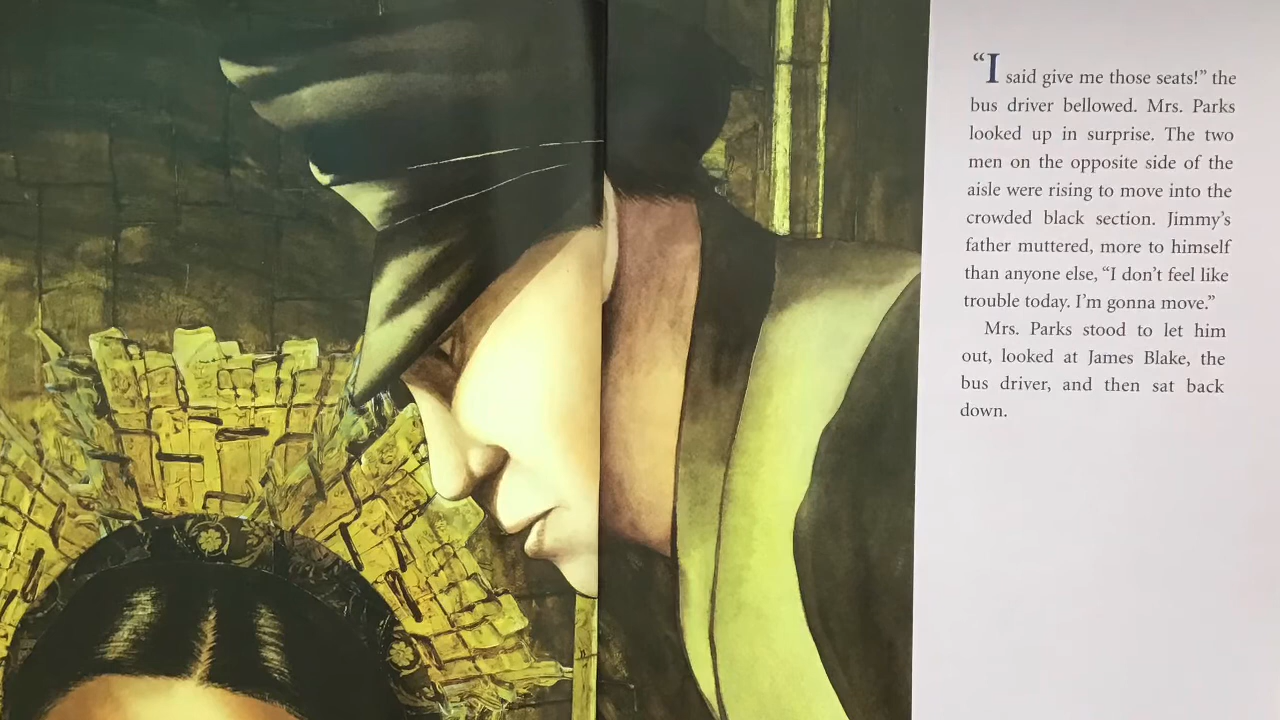 “I said give me those seats!” the
bus driver bellowed. Mrs. Parks
looked up in surprise. The two
men on the opposite side of the
aisle were rising to move into the
crowded black section. Jimmy’s
father muttered, more to himself
than anyone else, “I don’t feel like
trouble today. I’m gonna move.”
Mrs. Parks stood to let him
out, looked at James Blake, the
bus driver, and then sat back
down.